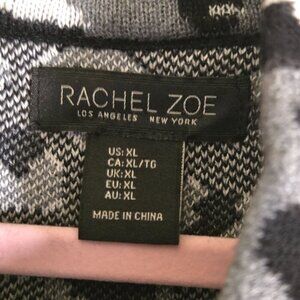 RACHEL ZOE
LOS ANGELES NEW YORK
US: XL
CA: XL/TG
UK: XL
EU: XL
AU: XL
MADE IN CHINA